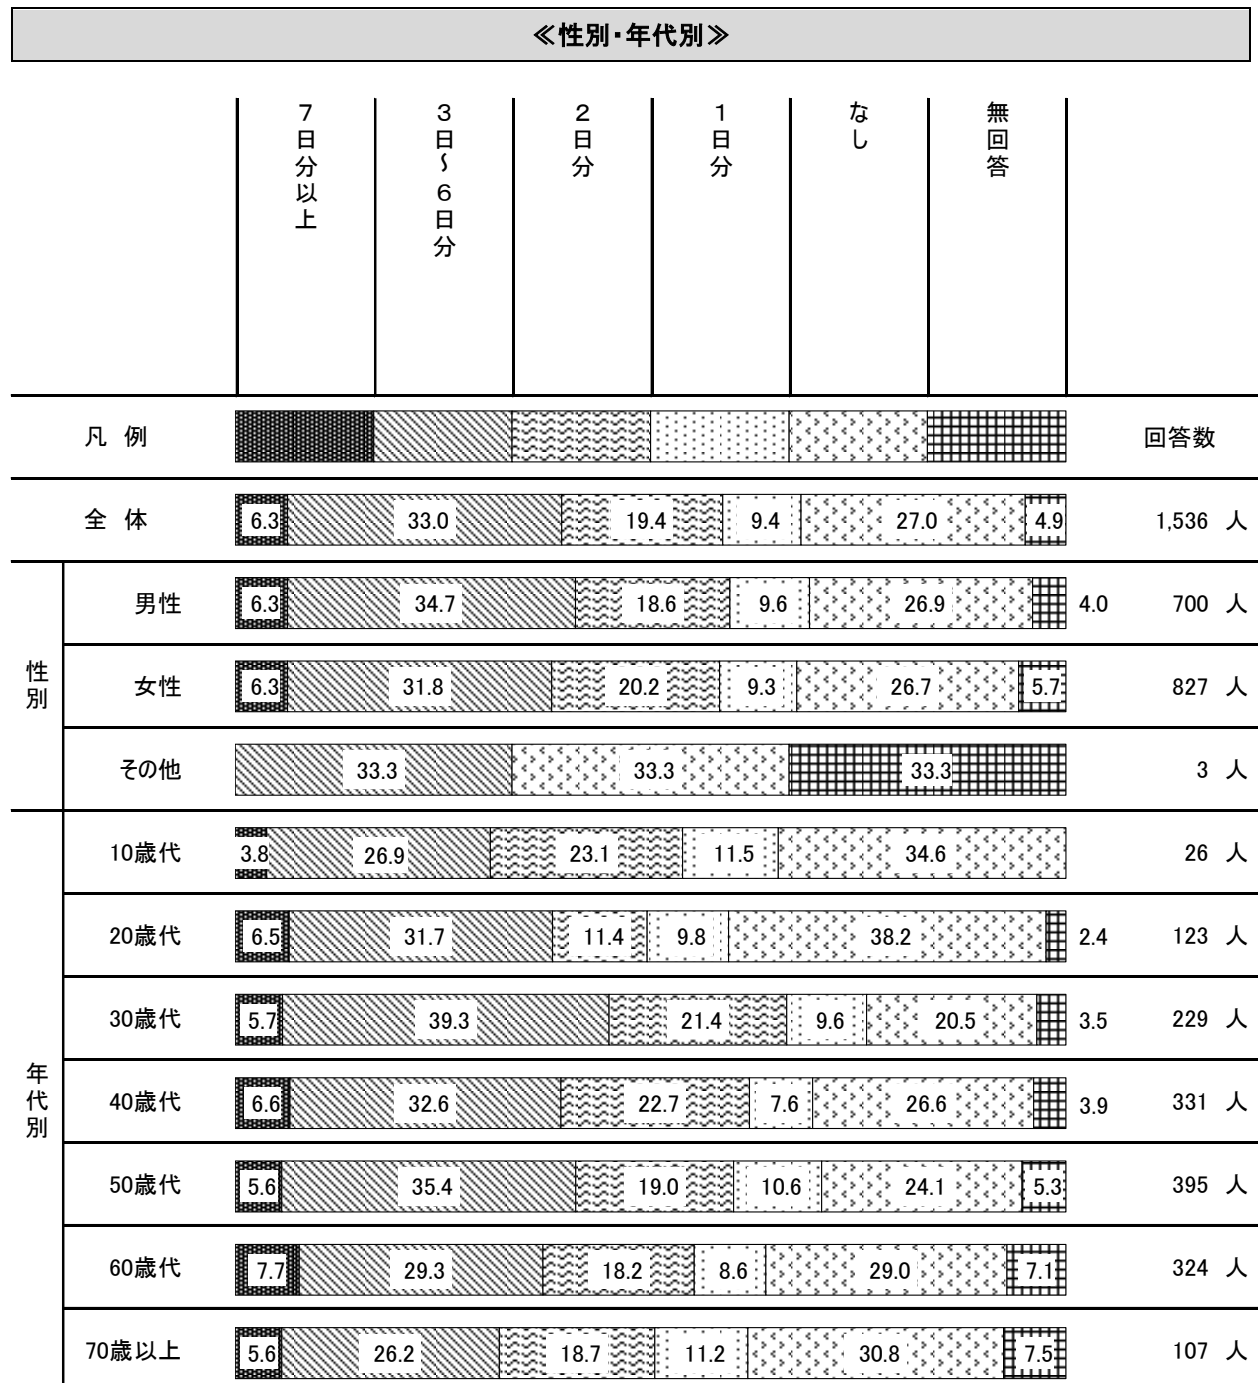 ≪性別・年代別≫
7日分以上
3日～6日分
2日分
1日分
なし
無回答
凡 例 回答数
全 体 6.3 33.0 19.4 9.4 27.0 4.9 1,536 人
性別
男性 6.3 34.7 18.6 9.6 26.9 4.0 700 人
女性 6.3 31.8 20.2 9.3 26.7 5.7 827 人
その他 33.3 33.3 33.3 3 人
年代別
10歳代 3.8 26.9 23.1 11.5 34.6 26 人
20歳代 6.5 31.7 11.4 9.8 38.2 2.4 123 人
30歳代 5.7 39.3 21.4 9.6 20.5 3.5 229 人
40歳代 6.6 32.6 22.7 7.6 26.6 3.9 331 人
50歳代 5.6 35.4 19.0 10.6 24.1 5.3 395 人
60歳代 7.7 29.3 18.2 8.6 29.0 7.1 324 人
70歳以上 5.6 26.2 18.7 11.2 30.8 7.5 107 人